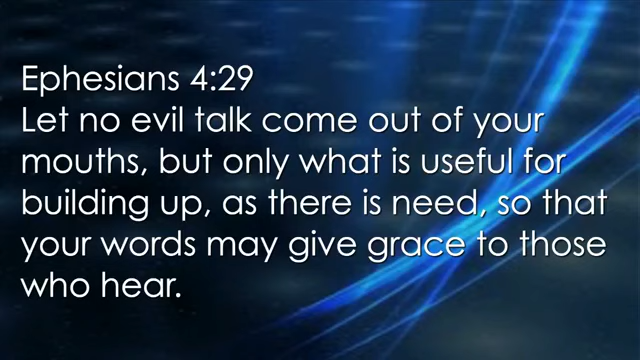 Ephesians 4:29
Let no evil talk come out of your
mouths, but only what is useful for
building up, as there is need, so that
your words may give grace to those
who hear.